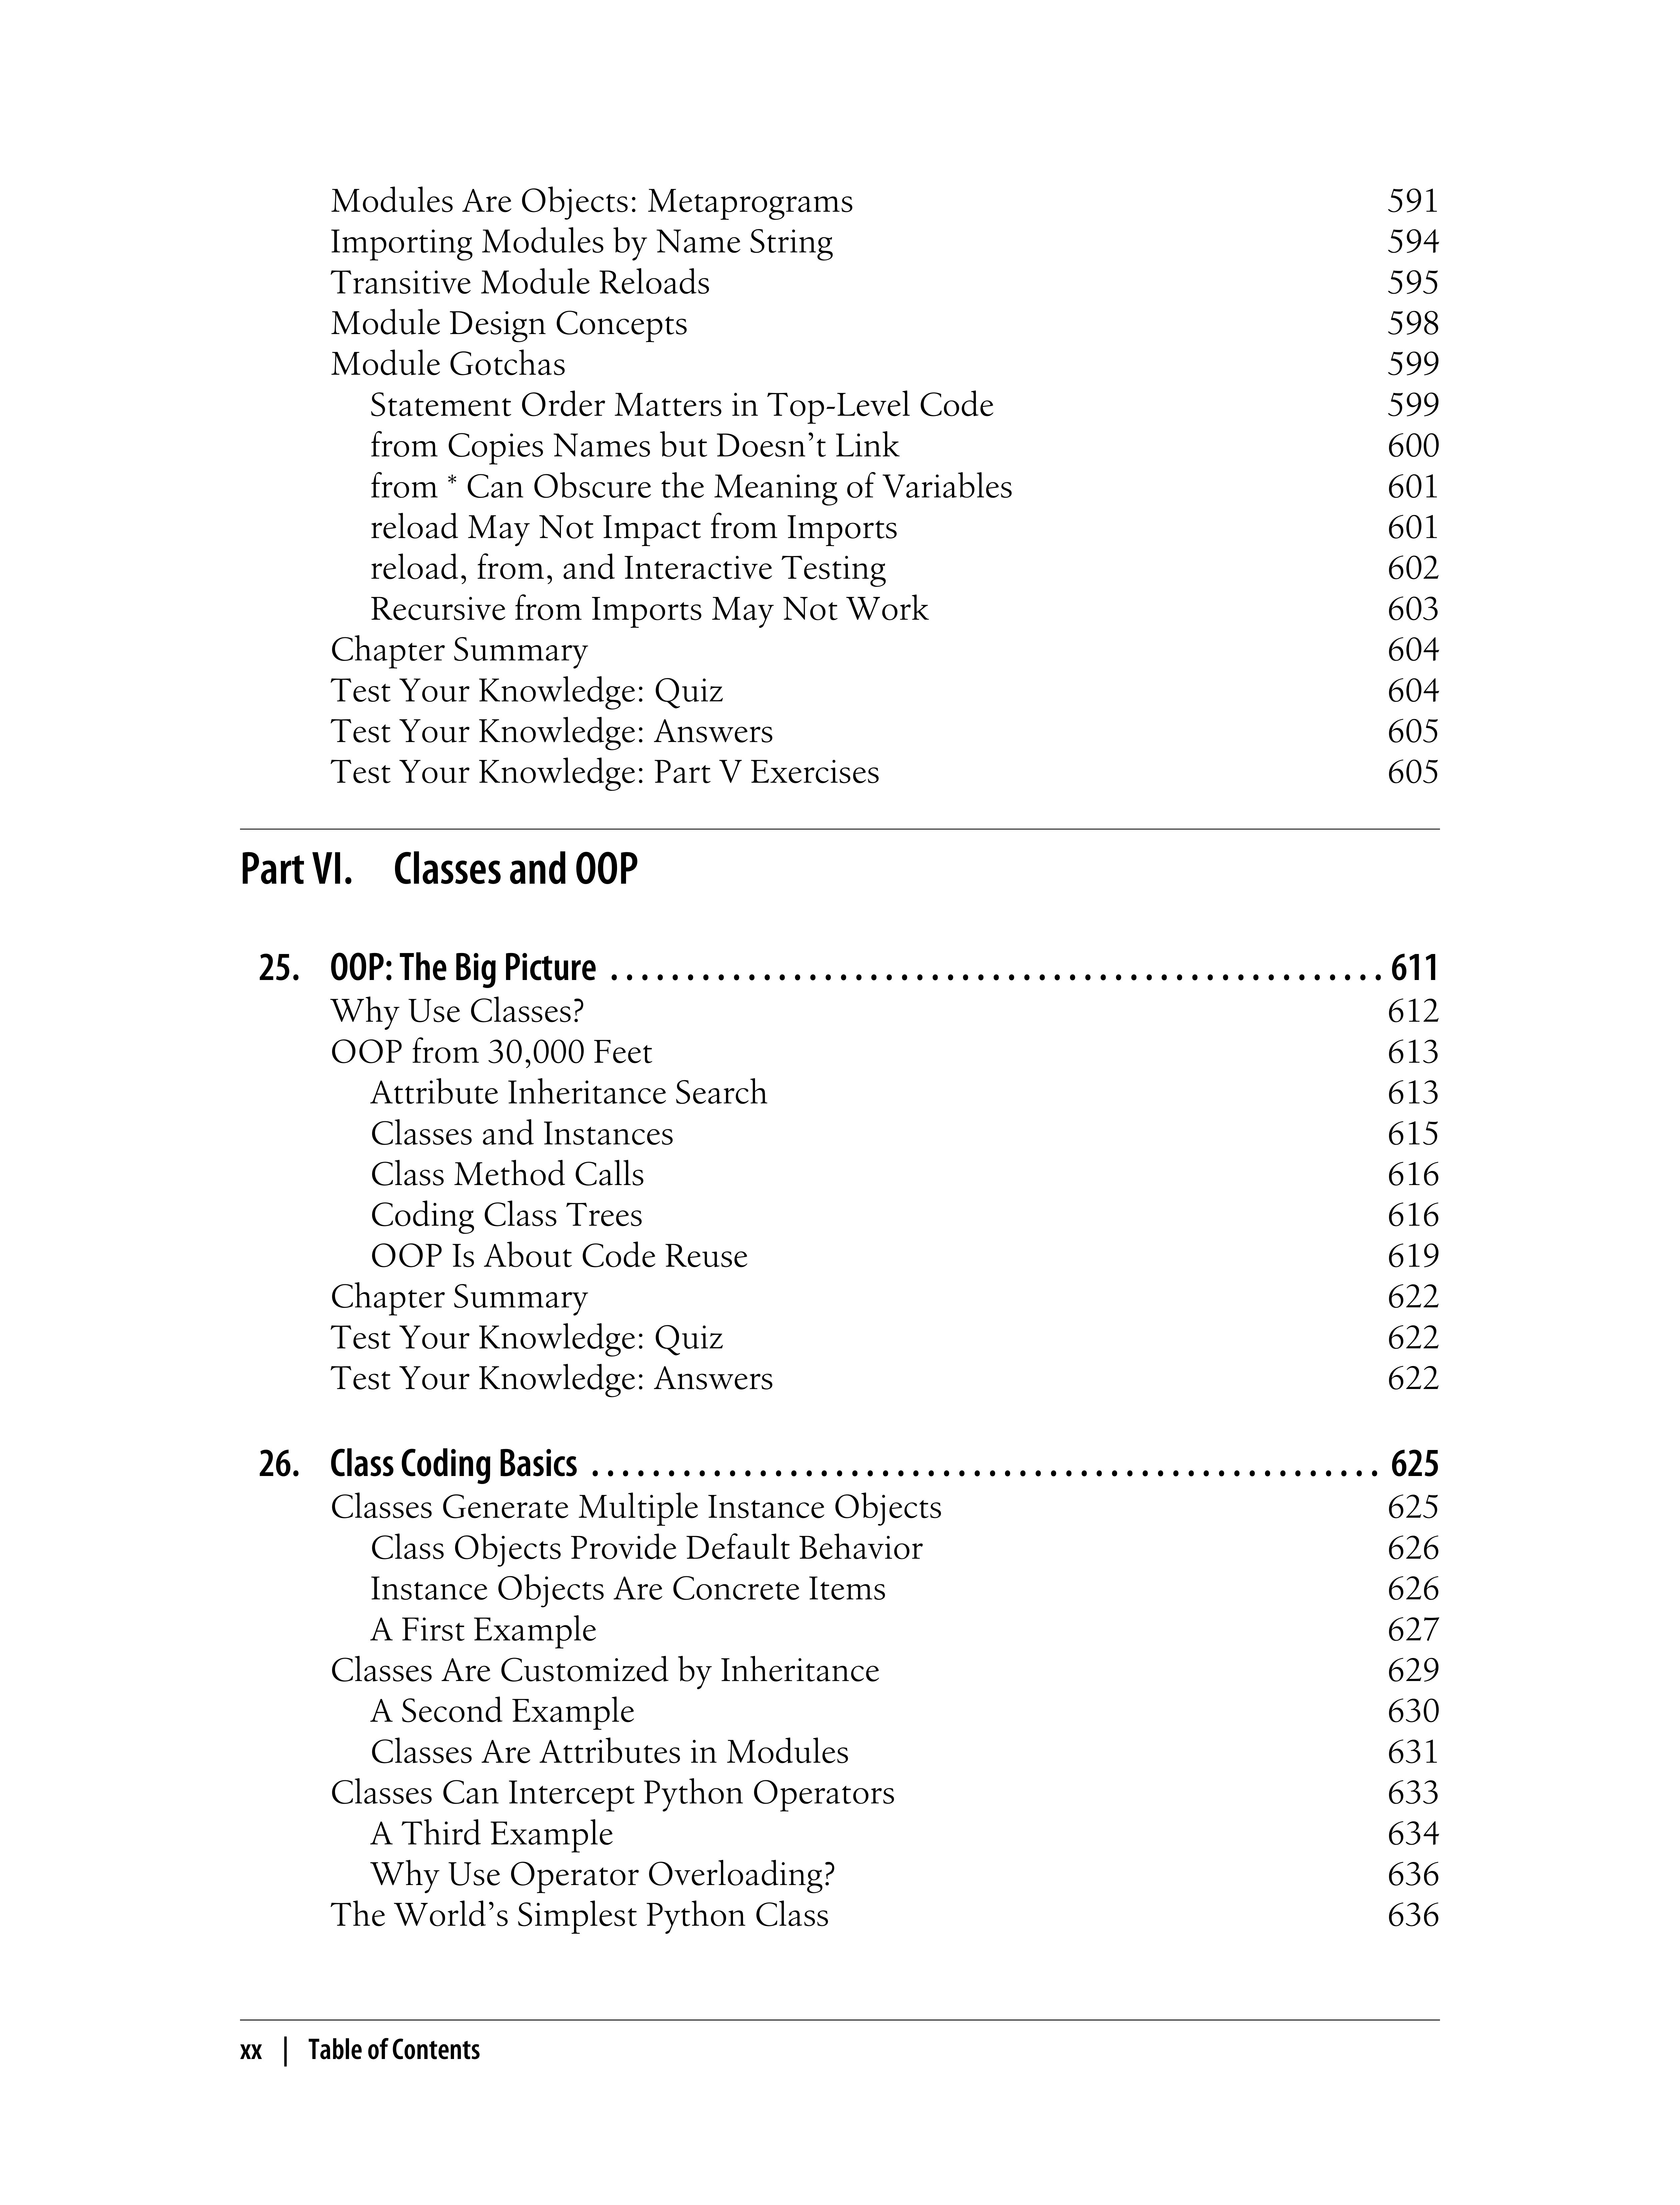 Modules Are Objects: Metaprograms 591
Importing Modules by Name String 594
Transitive Module Reloads 595
Module Design Concepts 598
Module Gotchas 599
Statement Order Matters in Top-Level Code 599
from Copies Names but Doesn’t Link 600
from * Can Obscure the Meaning of Variables 601
reload May Not Impact from Imports 601
reload, from, and Interactive Testing 602
Recursive from Imports May Not Work 603
Chapter Summary 604
Test Your Knowledge: Quiz 604
Test Your Knowledge: Answers 605
Test Your Knowledge: Part V Exercises 605
Part VI. Classes and OOP
25. OOP: The Big Picture . . . . . . . . . . . . . . . . . . . . . . . . . . . . . . . . . . . . . . . . . . . . . . . . . . . 611
Why Use Classes? 612
OOP from 30,000 Feet 613
Attribute Inheritance Search 613
Classes and Instances 615
Class Method Calls 616
Coding Class Trees 616
OOP Is About Code Reuse 619
Chapter Summary 622
Test Your Knowledge: Quiz 622
Test Your Knowledge: Answers 622
26. Class Coding Basics . . . . . . . . . . . . . . . . . . . . . . . . . . . . . . . . . . . . . . . . . . . . . . . . . . . . 625
Classes Generate Multiple Instance Objects 625
Class Objects Provide Default Behavior 626
Instance Objects Are Concrete Items 626
A First Example 627
Classes Are Customized by Inheritance 629
A Second Example 630
Classes Are Attributes in Modules 631
Classes Can Intercept Python Operators 633
A Third Example 634
Why Use Operator Overloading? 636
The World’s Simplest Python Class 636
xx | Table of Contents